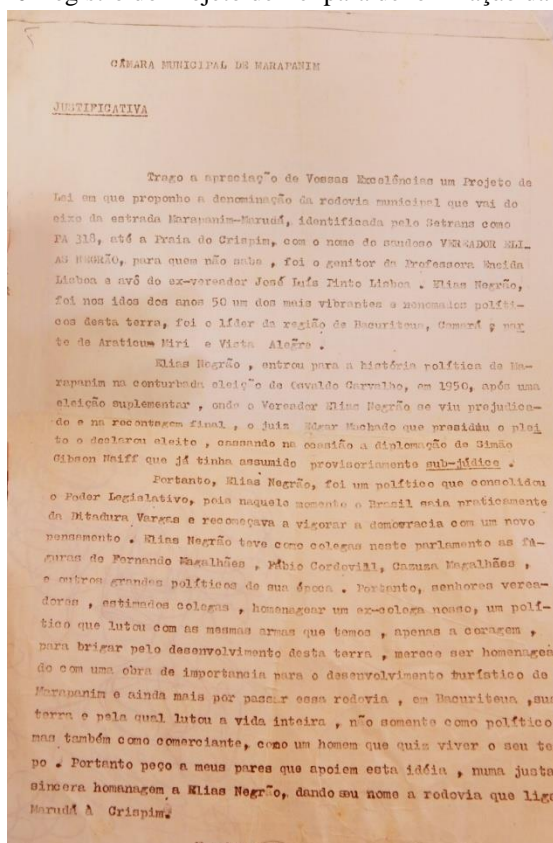 CÂMARA MUNICIPAL DE MARAPANIM
JUSTIFICATIVA
Trago a apreciação de Vossas Excelências um Projeto de
Lei em que proponho a denominação da rodovia municipal que vai do
eixo da estrada Marapanim-Marudá, identificada pelo Setrans como
PA 318, até a Praia do Crispim, com o nome do saudoso VEREADOR ELI_
AS NEGRÃO, para quem não sabe , foi o genitor da Professora Eneida
Lisboa e avô do ex-vereador José Luís Pinto Lisboa . Elias Negrão,
foi nos idos dos anos 50 um dos mais vibrantes e renomados políti-
cos desta terra, foi o líder da região de Bacuriteua, Camará , par
te de Araticum Miri e Vista Alegre .
Elias Negrão , entrou para a história política de Ma-
rapanim na conturbada eleição de Osvaldo Carvalho, em 1950, após uma
eleição suplementar , onde o Vereador Elias Negrão se viu prejudica-
do e na recontagem final , o juiz Edgar Machado que presidiu o plei
to o declarou eleito , cassando na ocasião a diplomação de Simão
Gibson Naiff que já tinha assumido provisoriamente sub-júdice .
Portanto, Elias Negrão, foi um político que consolidou
o Poder Legislativo, pois naquele momento o Brasil saia praticamente
da Ditadura Vargas e recomeçava a vigorar a democracia com um novo
pensamento . Elias Negrão teve como colegas neste parlamento as fi-
guras de Fernando Magalhães , Fábio Cordovill, Cazuza Magalhães ,
e outros grandes políticos de sua época . Portanto, senhores verea-
dores , estimados colegas , homenagear um ex-colega nosso, um polí-
tico que lutou com as mesmas armas que temos , apenas a coragem ,
para brigar pelo desenvolvimento desta terra , merece ser homenagea
do com uma obra de importancia para o desenvolvimento turístico de
Marapanim e ainda mais por passar essa rodovia , em Bacuriteua ,sua
terra e pela qual lutou a vida inteira , não somente como político
mas também como comerciante, como um homem que quis viver o seu te
po . Portanto peço a meus pares que apoiem esta idéia , numa justa
sincera homanagem a Elias Negrão, dando seu nome a rodovia que liga
Marudá À Crispim.